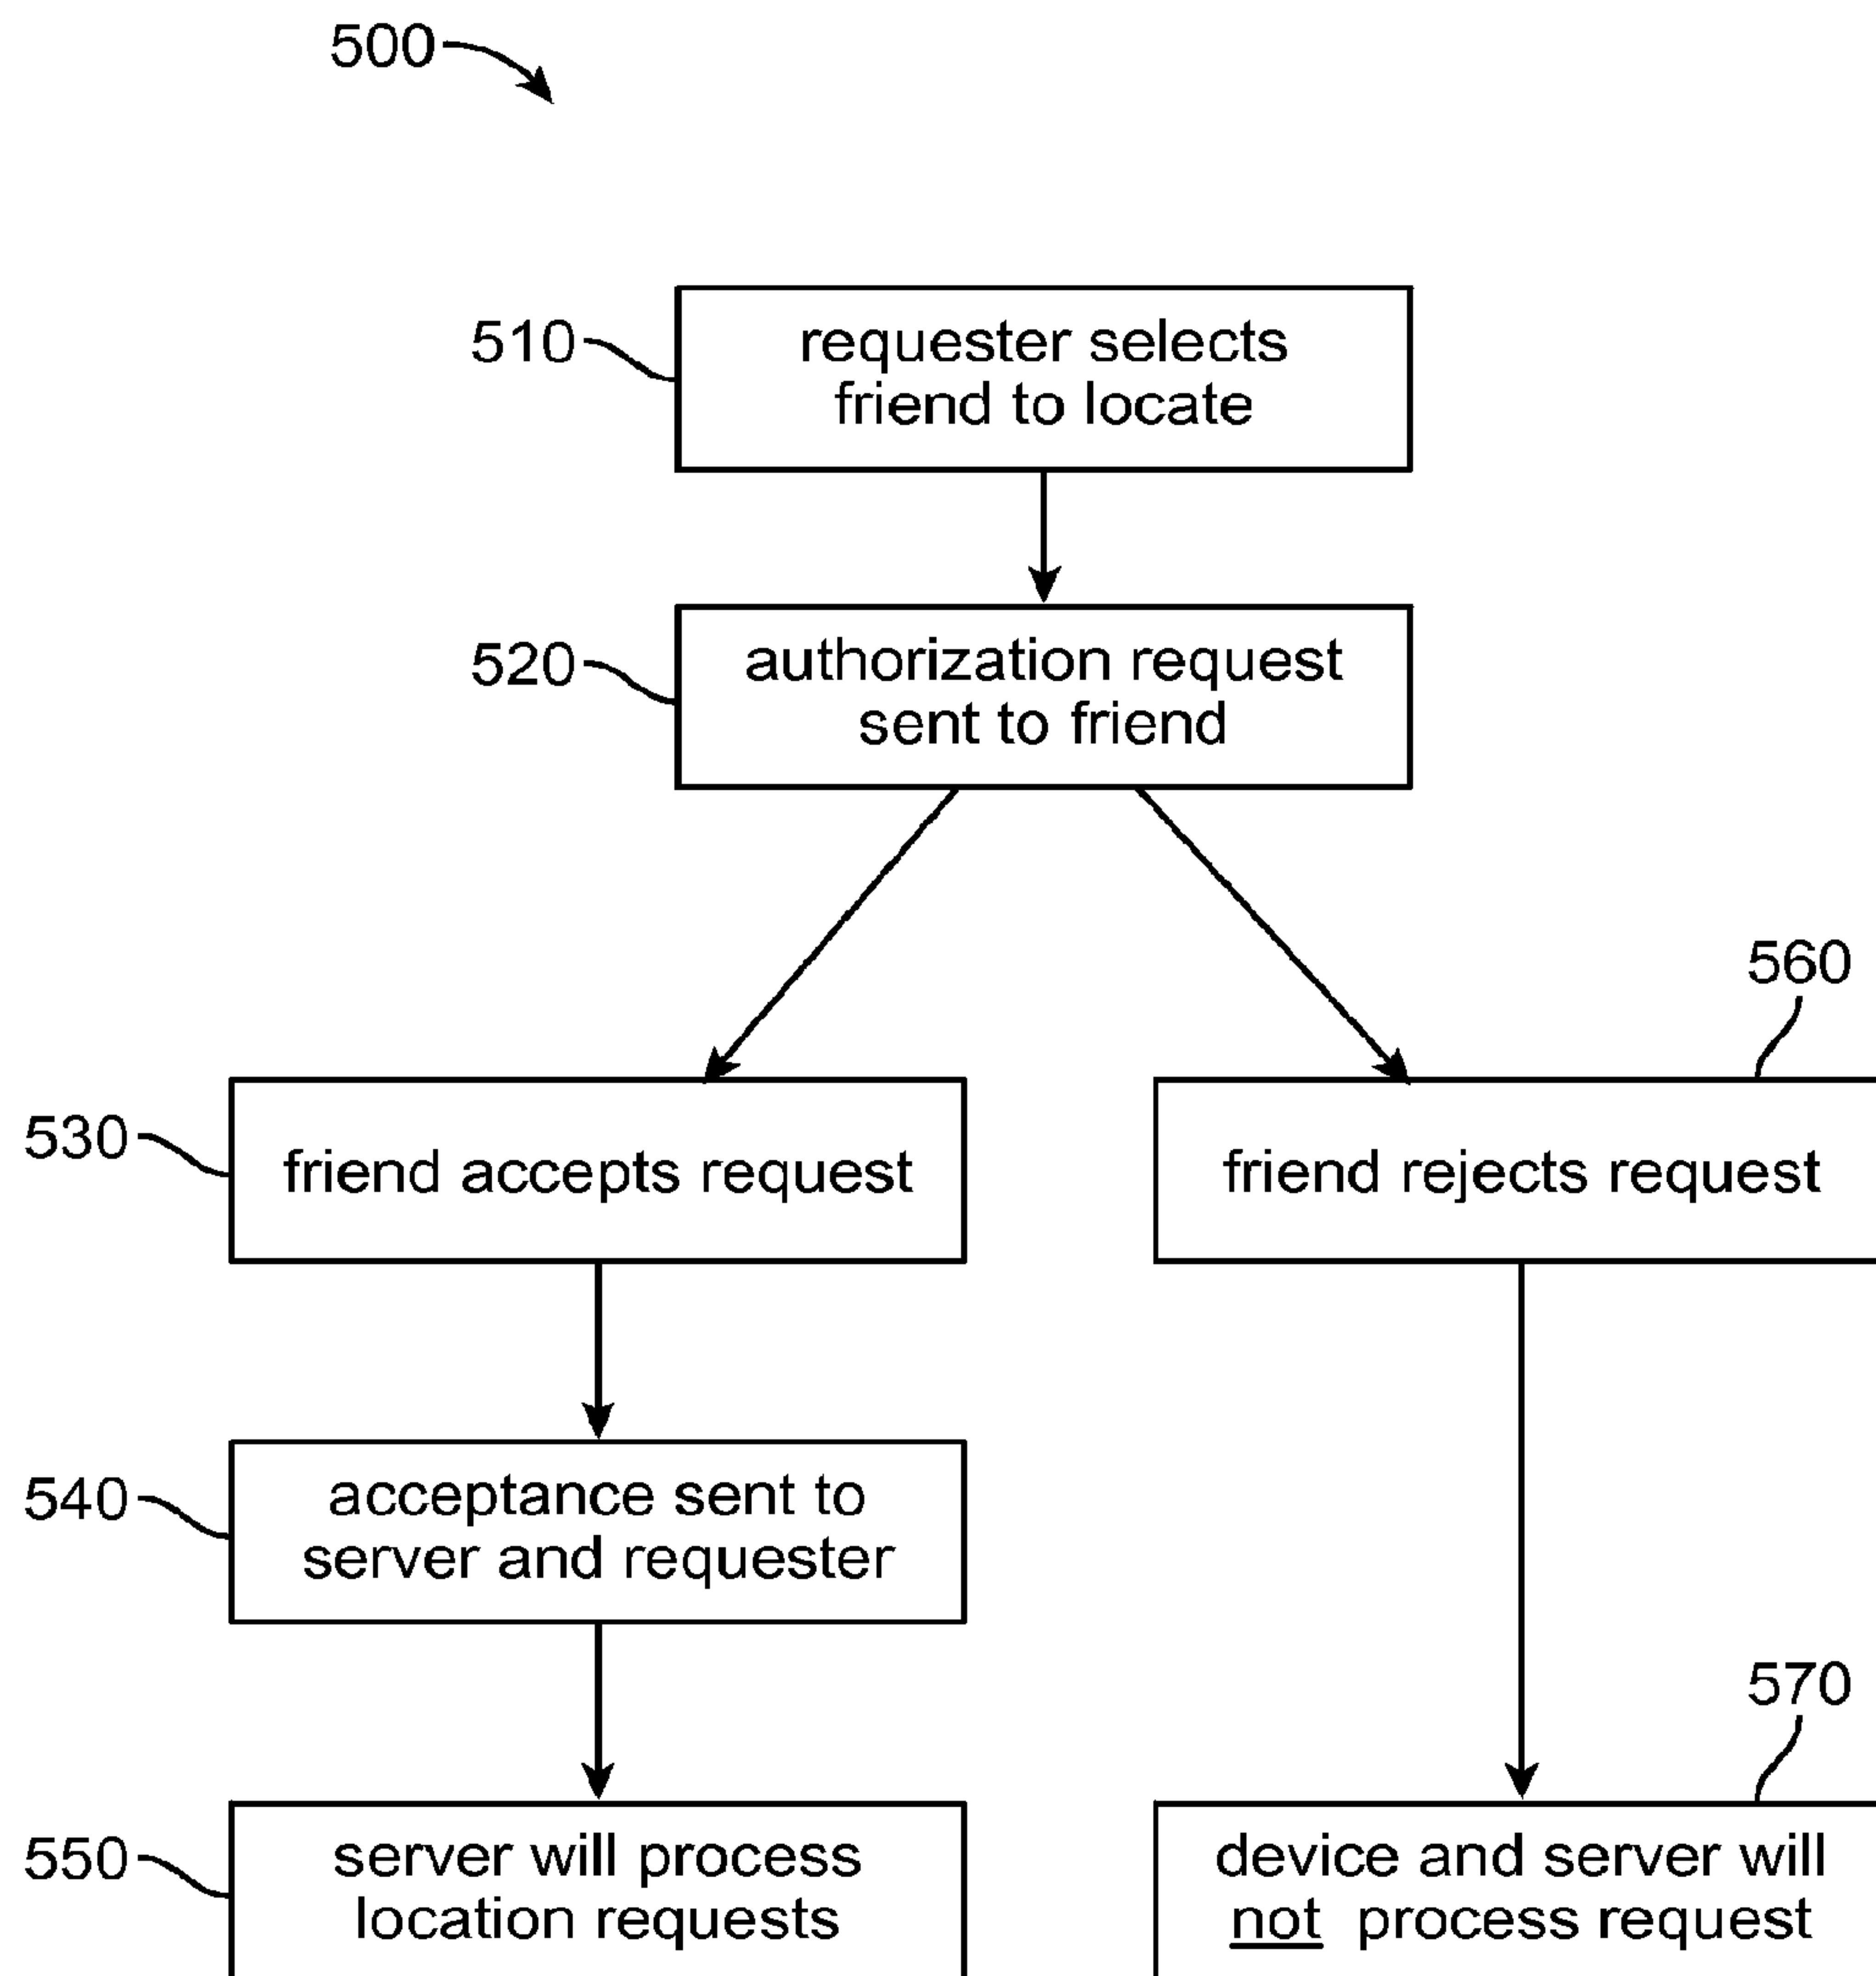 500
510
requester selects
friend to locate
520
authorization request
sent to friend
560
530
friend accepts request
friend rejects request
540
acceptance sent to
server and requester
570
550
server will process
location requests
device and server will
not process request